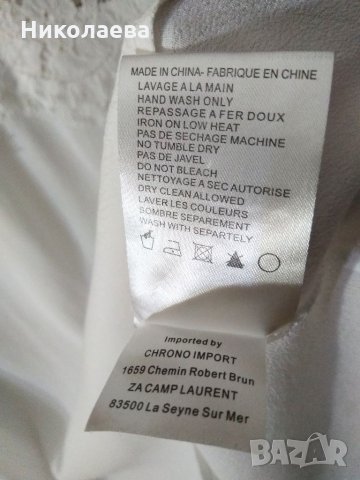 Николаева
MADE IN CHINA- FABRIQUE EN CHINE
LAVAGE A LA MAIN
HAND WASH ONLY
REPASSAGE A FER DOUX
IRON ON LOW HEAT
PAS DE SECHAGE MACHINE
NO TUMBLE DRY
PAS DE JAVEL
DO NOT BLEACH
NETTOYAGE A SEC AUTORISE
DRY CLEAN ALLOWED
LAVER LES COULEURS
SOMBRE SEPAREMENT
WASH WITH SEPARTELY
Imported by
CHRONO IMPORT
1659 Chemin Robert Brun
ZA CAMP LAURENT
83500 La Seyne Sur Mer
BAZAR